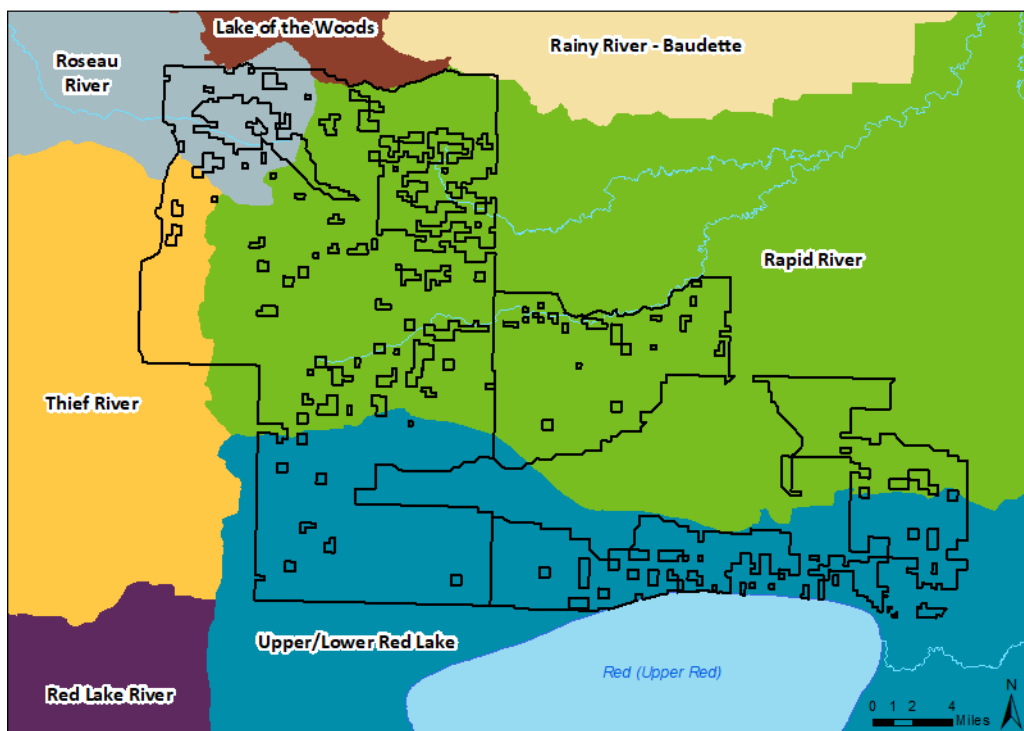 Lake of the Woods
Rainy River - Baudette
Roseau
River
Rapid River
Thief River
Upper/Lower Red Lake
Red (Upper Red)
Red Lake River
N
0 1 2 4
Miles